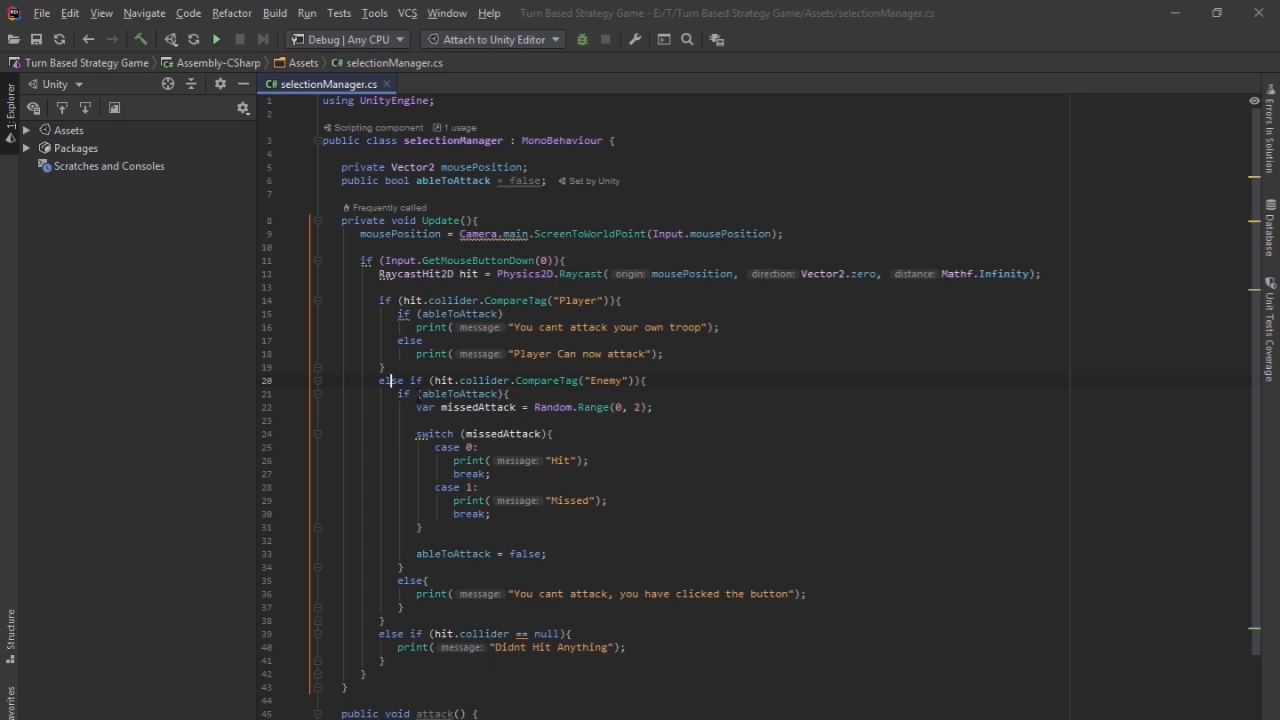 File Edit View Navigate Code Refactor Build Run Tests Tools VCS Window Help Turn Based Strategy Game - E:/T/Turn Based Strategy Game/Assets/selectionManager.cs
Debug | Any CPU Attach to Unity Editor
Turn Based Strategy Game Assembly-CSharp Assets selectionManager.cs
Unity
selectionManager.cs
1: Explorer
Assets
Packages
Scratches and Consoles
Structure
Favorites
1 using UnityEngine;
2
Scripting component 1 usage
3 public class selectionManager : MonoBehaviour {
4
5 private Vector2 mousePosition;
6 public bool ableToAttack = false; Set by Unity
7
Frequently called
8 private void Update(){
9 mousePosition = Camera.main.ScreenToWorldPoint(Input.mousePosition);
10
11 if (Input.GetMouseButtonDown(0)){
12 RaycastHit2D hit = Physics2D.Raycast( origin: mousePosition, direction: Vector2.zero, distance: Mathf.Infinity);
13
14 if (hit.collider.CompareTag("Player")){
15 if (ableToAttack)
16 print( message: "You cant attack your own troop");
17 else
18 print( message: "Player Can now attack");
19 }
20 else if (hit.collider.CompareTag("Enemy")){
21 if (ableToAttack){
22 var missedAttack = Random.Range(0, 2);
23
24 switch (missedAttack){
25 case 0:
26 print( message: "Hit");
27 break;
28 case 1:
29 print( message: "Missed");
30 break;
31 }
32
33 ableToAttack = false;
34 }
35 else{
36 print( message: "You cant attack, you have clicked the button");
37 }
38 }
39 else if (hit.collider == null){
40 print( message: "Didnt Hit Anything");
41 }
42 }
43 }
44
45 public void attack() {
Errors In Solution
Database
Unit Tests Coverage